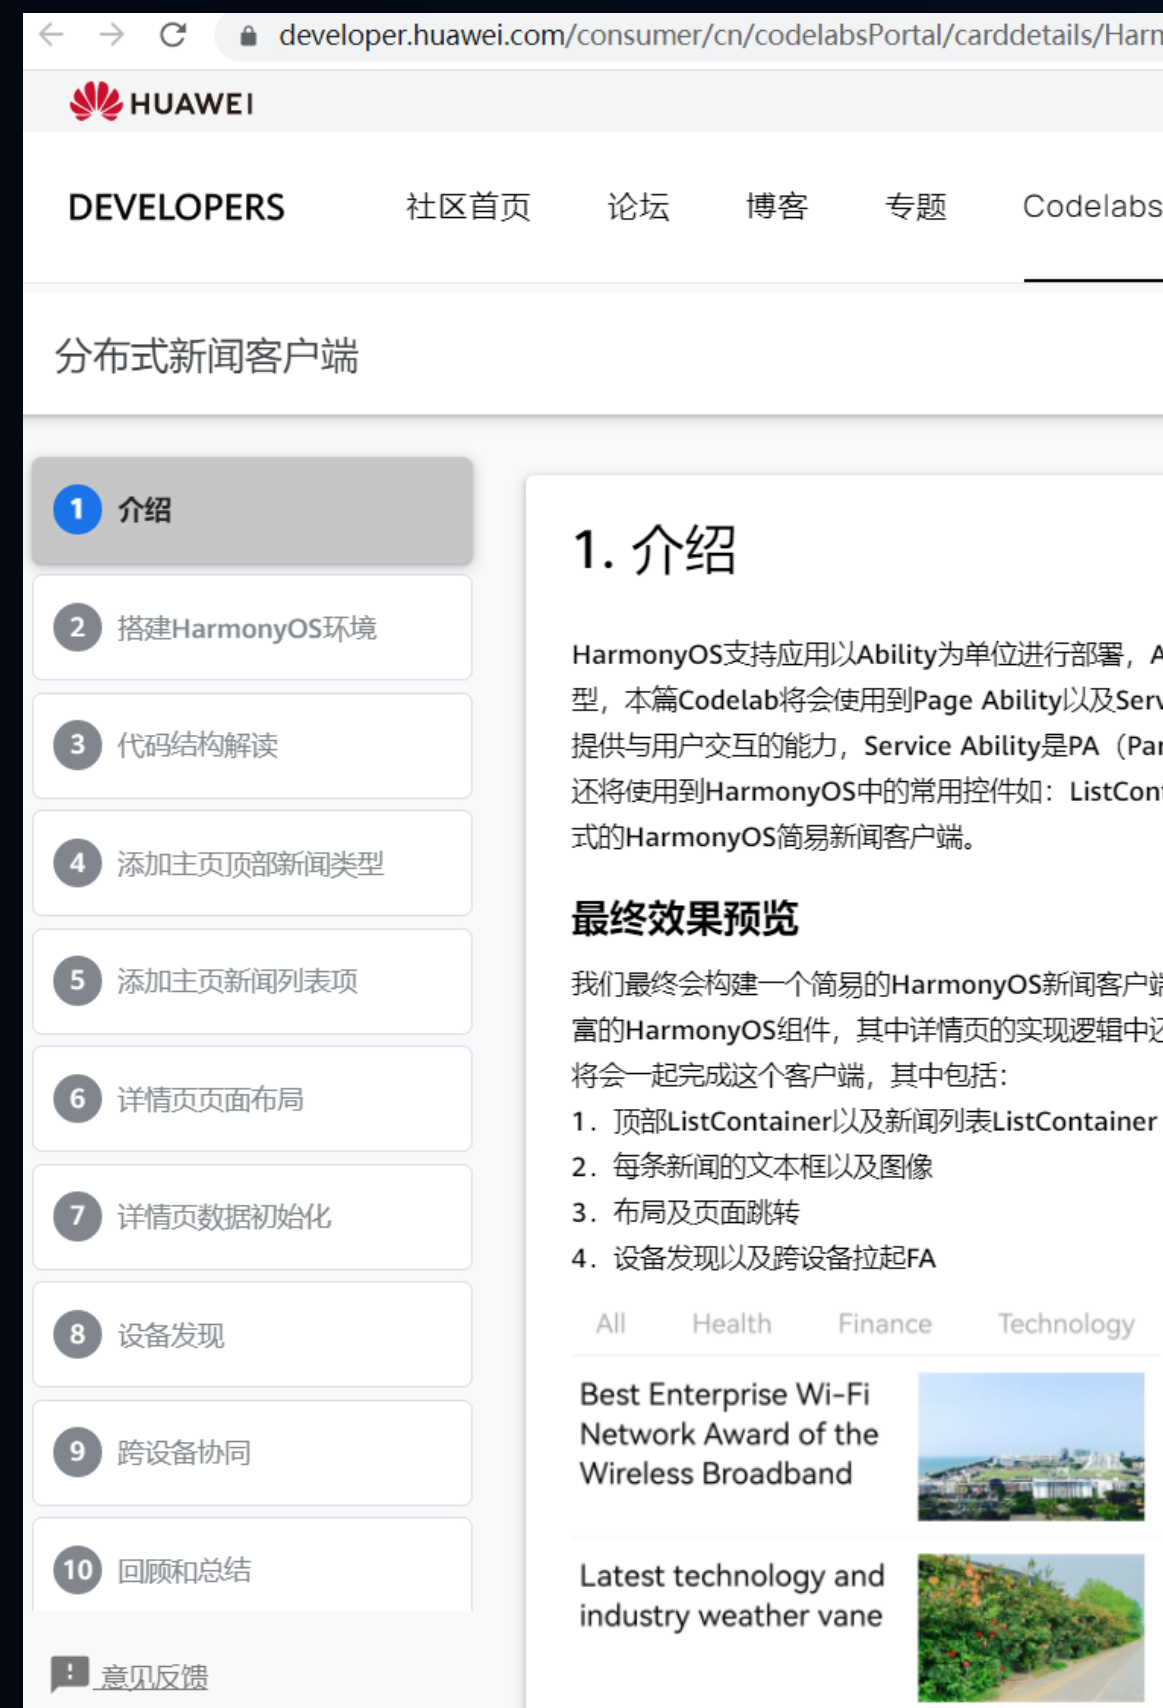 developer.huawei.com/consumer/cn/codelabsPortal/carddetails/Harm
HUAWEI
DEVELOPERS 社区首页 论坛 博客 专题 Codelabs
分布式新闻客户端
1 介绍
2 搭建HarmonyOS环境
3 代码结构解读
4 添加主页顶部新闻类型
5 添加主页新闻列表项
6 详情页页面布局
7 详情页数据初始化
8 设备发现
9 跨设备协同
10 回顾和总结
意见反馈
1. 介绍
HarmonyOS支持应用以Ability为单位进行部署，A
型，本篇Codelab将会使用到Page Ability以及Serv
提供与用户交互的能力，Service Ability是PA（Par
还将使用到HarmonyOS中的常用控件如：ListCont
式的HarmonyOS简易新闻客户端。
最终效果预览
我们最终会构建一个简易的HarmonyOS新闻客户端
富的HarmonyOS组件，其中详情页的实现逻辑中还
将会一起完成这个客户端，其中包括：
1. 顶部ListContainer以及新闻列表ListContainer
2. 每条新闻的文本框以及图像
3. 布局及页面跳转
4. 设备发现以及跨设备拉起FA
All Health Finance Technology
Best Enterprise Wi-Fi
Network Award of the
Wireless Broadband
Latest technology and
industry weather vane